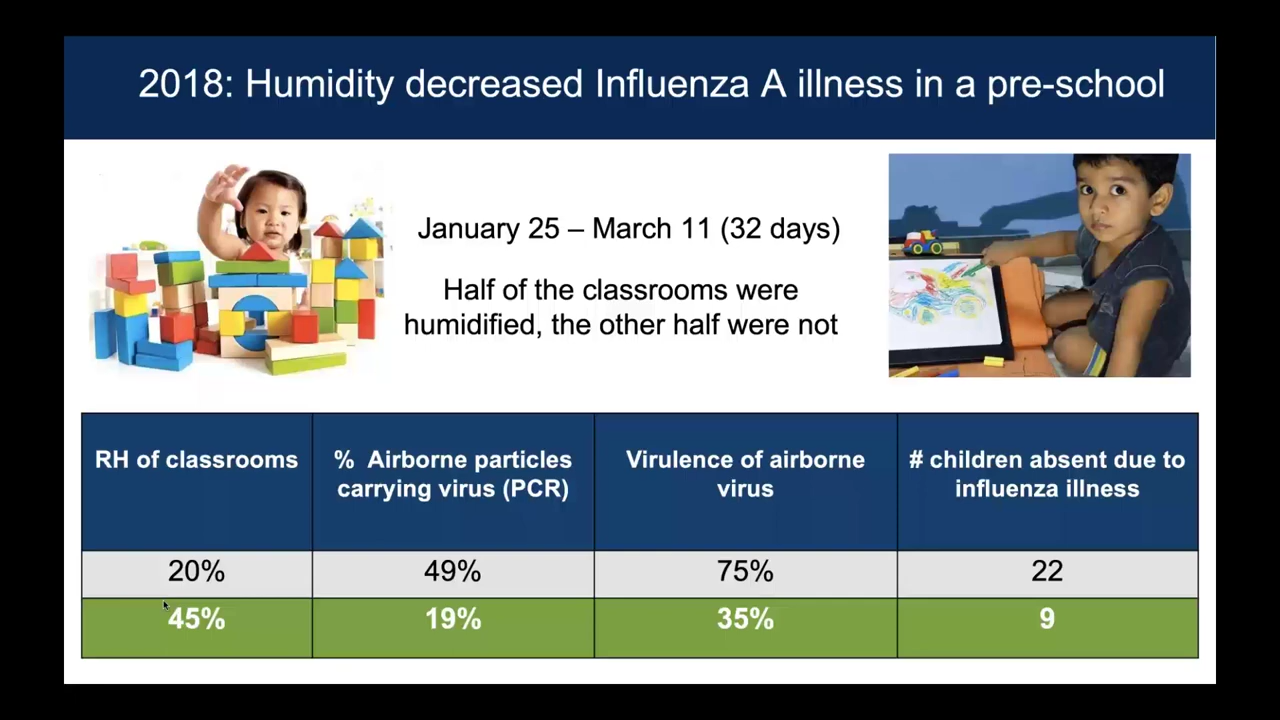 2018: Humidity decreased Influenza A illness in a pre-school
January 25 – March 11 (32 days)
Half of the classrooms were
humidified, the other half were not
RH of classrooms
% Airborne particles
carrying virus (PCR)
Virulence of airborne
virus
# children absent due to
influenza illness
20%
49%
75%
22
45%
19%
35%
9